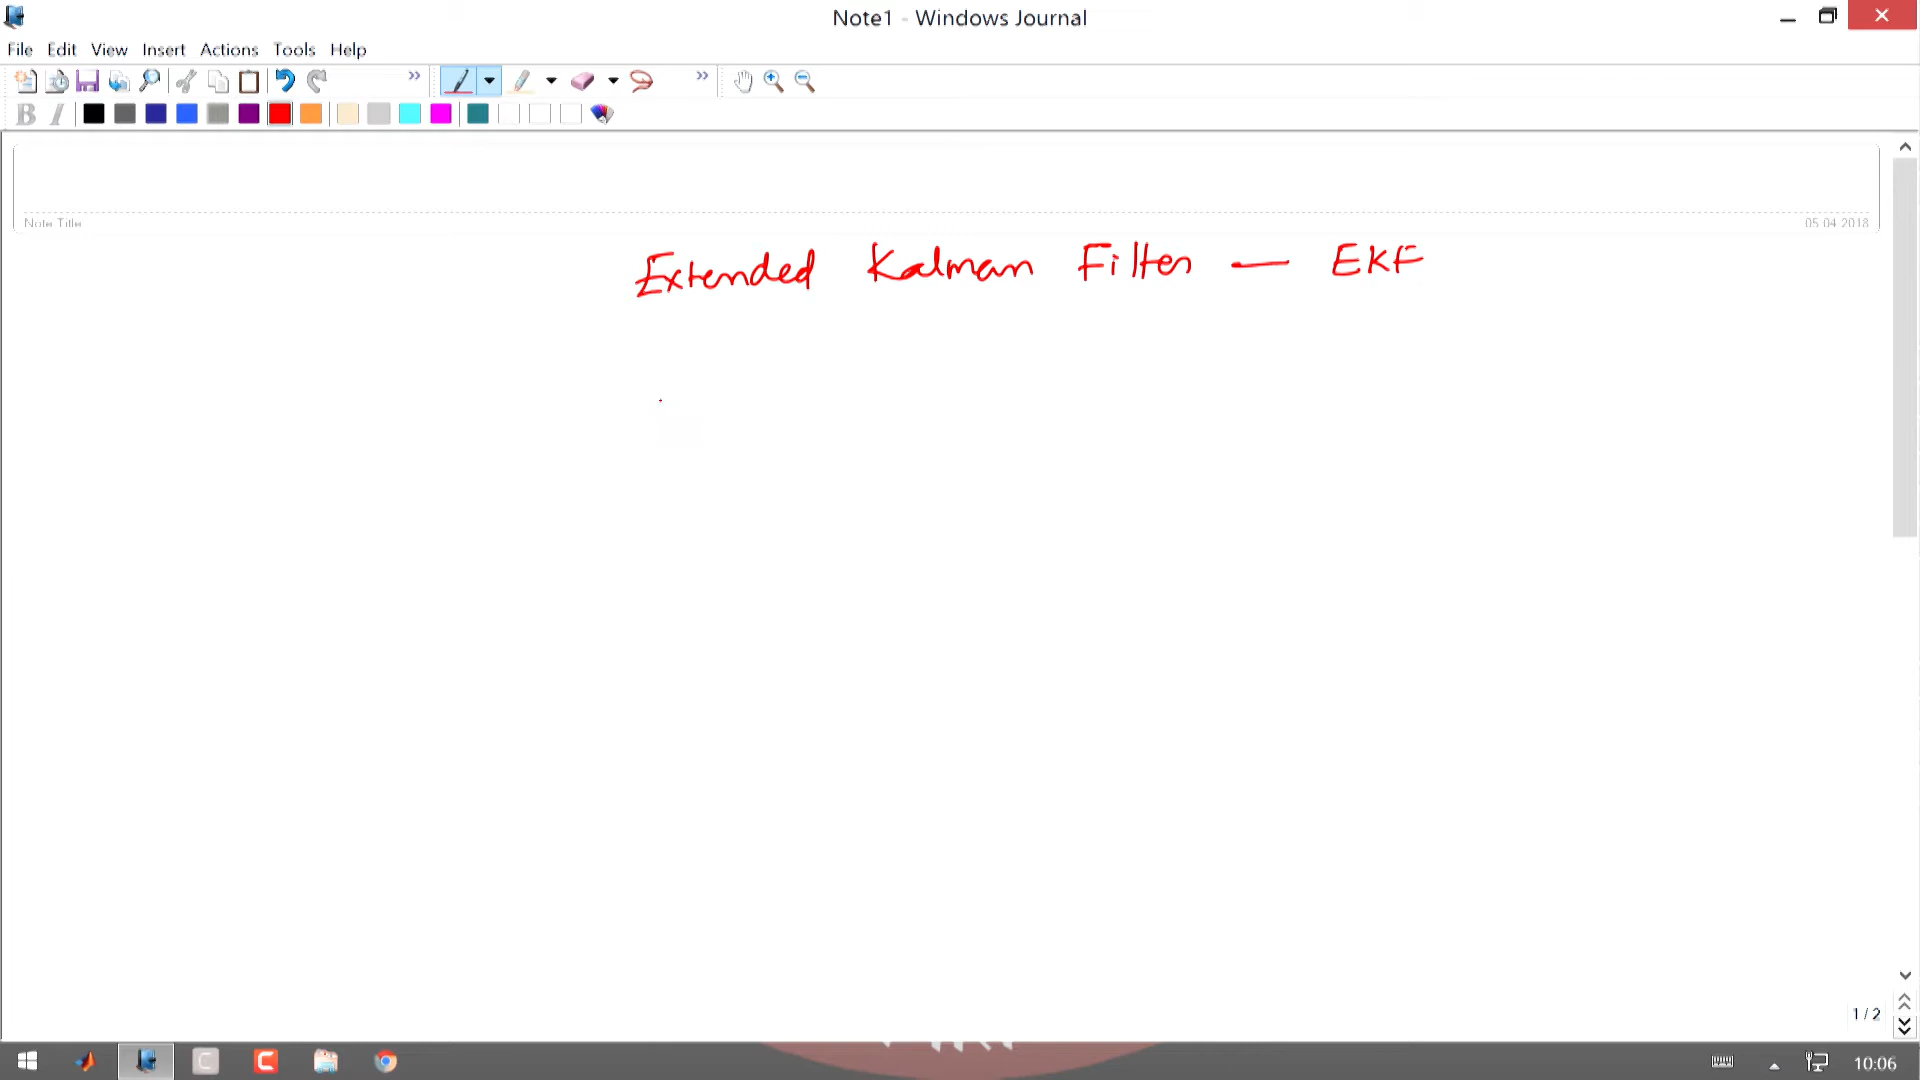 Note1 - Windows Journal
File Edit View Insert Actions Tools Help
B I
Note Title
05-04-2018
Extended Kalman Filter — EKF
1 / 2
10:06